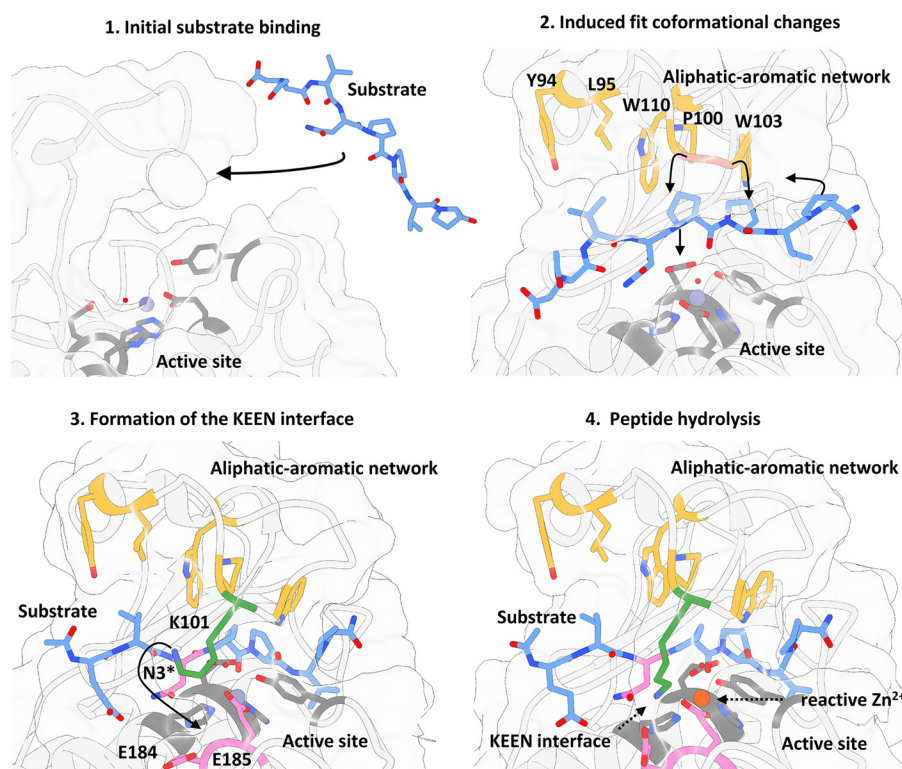 1. Initial substrate binding
Substrate
Active site
2. Induced fit coformational changes
Y94
L95
Aliphatic-aromatic network
W110
P100
W103
Active site
3. Formation of the KEEN interface
Aliphatic-aromatic network
Substrate
K101
N3*
E184
E185
Active site
4. Peptide hydrolysis
Aliphatic-aromatic network
Substrate
reactive Zn²⁺
KEEN interface
Active site